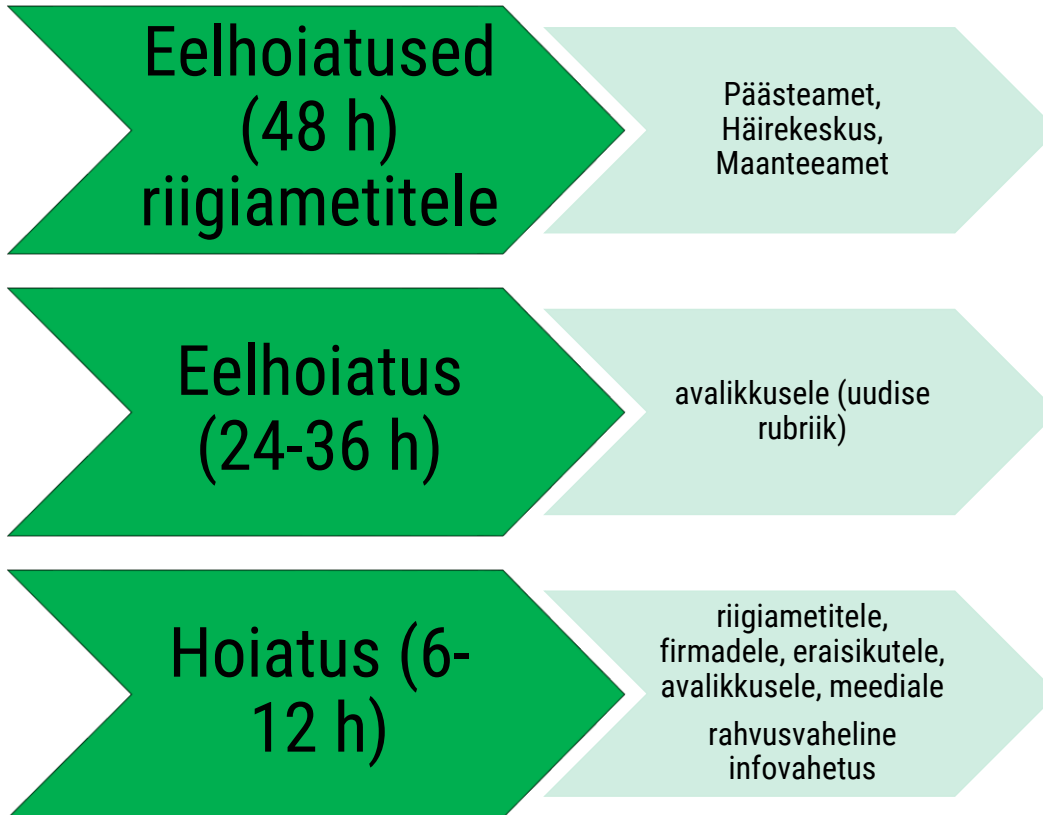 Eelhoiatused
(48 h)
riigiametitele
Päästeamet,
Häirekeskus,
Maanteeamet
Eelhoiatus
(24-36 h)
avalikkusele (uudise
rubriik)
Hoiatus (6-
12 h)
riigiametitele,
firmadele, eraisikutele,
avalikkusele, meediale
rahvusvaheline
infovahetus